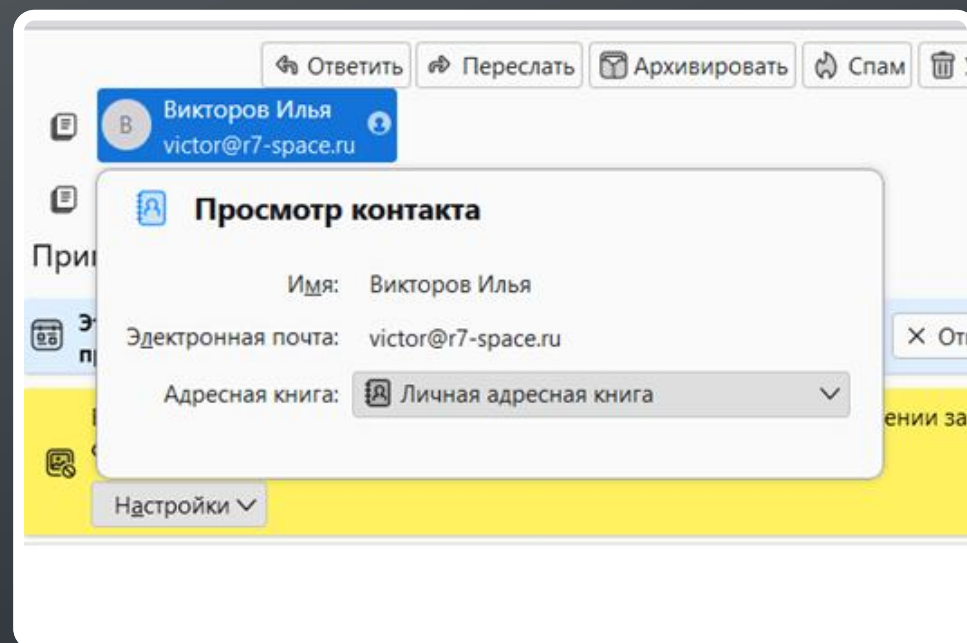 Ответить Переслать Архивировать Спам
В Викторов Илья
victor@r7-space.ru
Просмотр контакта
Имя: Викторов Илья
Электронная почта: victor@r7-space.ru
Адресная книга: Личная адресная книга
Настройки